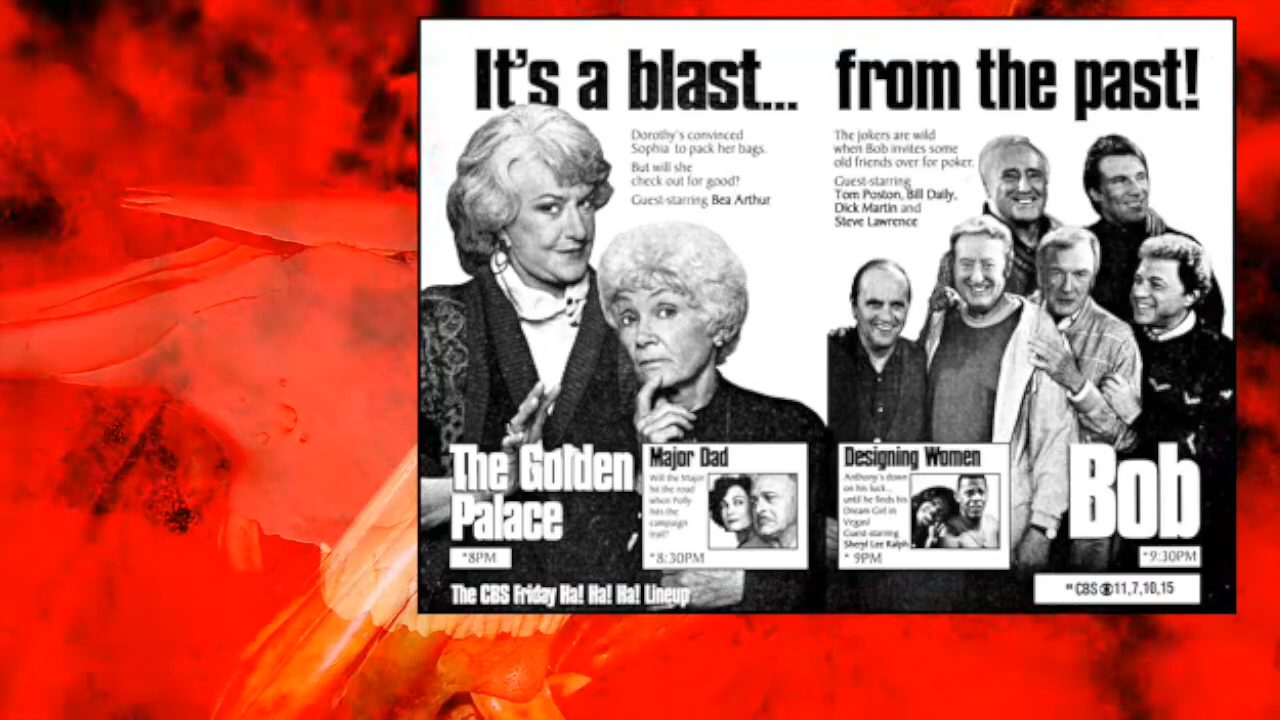 It's a blast... from the past!
Dorothy's convinced
Sophia to pack her bags.
But will she
check out for good?
Guest-starring Bea Arthur
The jokers are wild
when Bob invites some
old friends over for poker.
Guest-starring
Tom Poston, Bill Daily,
Dick Martin and
Steve Lawrence
The Golden
Palace
*8PM
Major Dad
Will the Major
hit the road
when Polly
hits the
campaign
trail?
*8:30PM
Designing Women
Anthony's down
on his luck...
until he finds his
Dream Girl in
Vegas!
Guest-starring
Sheryl Lee Ralph
* 9PM
Bob
*9:30PM
The CBS Friday Ha! Ha! Ha! Lineup
CBS 11,7,10,15